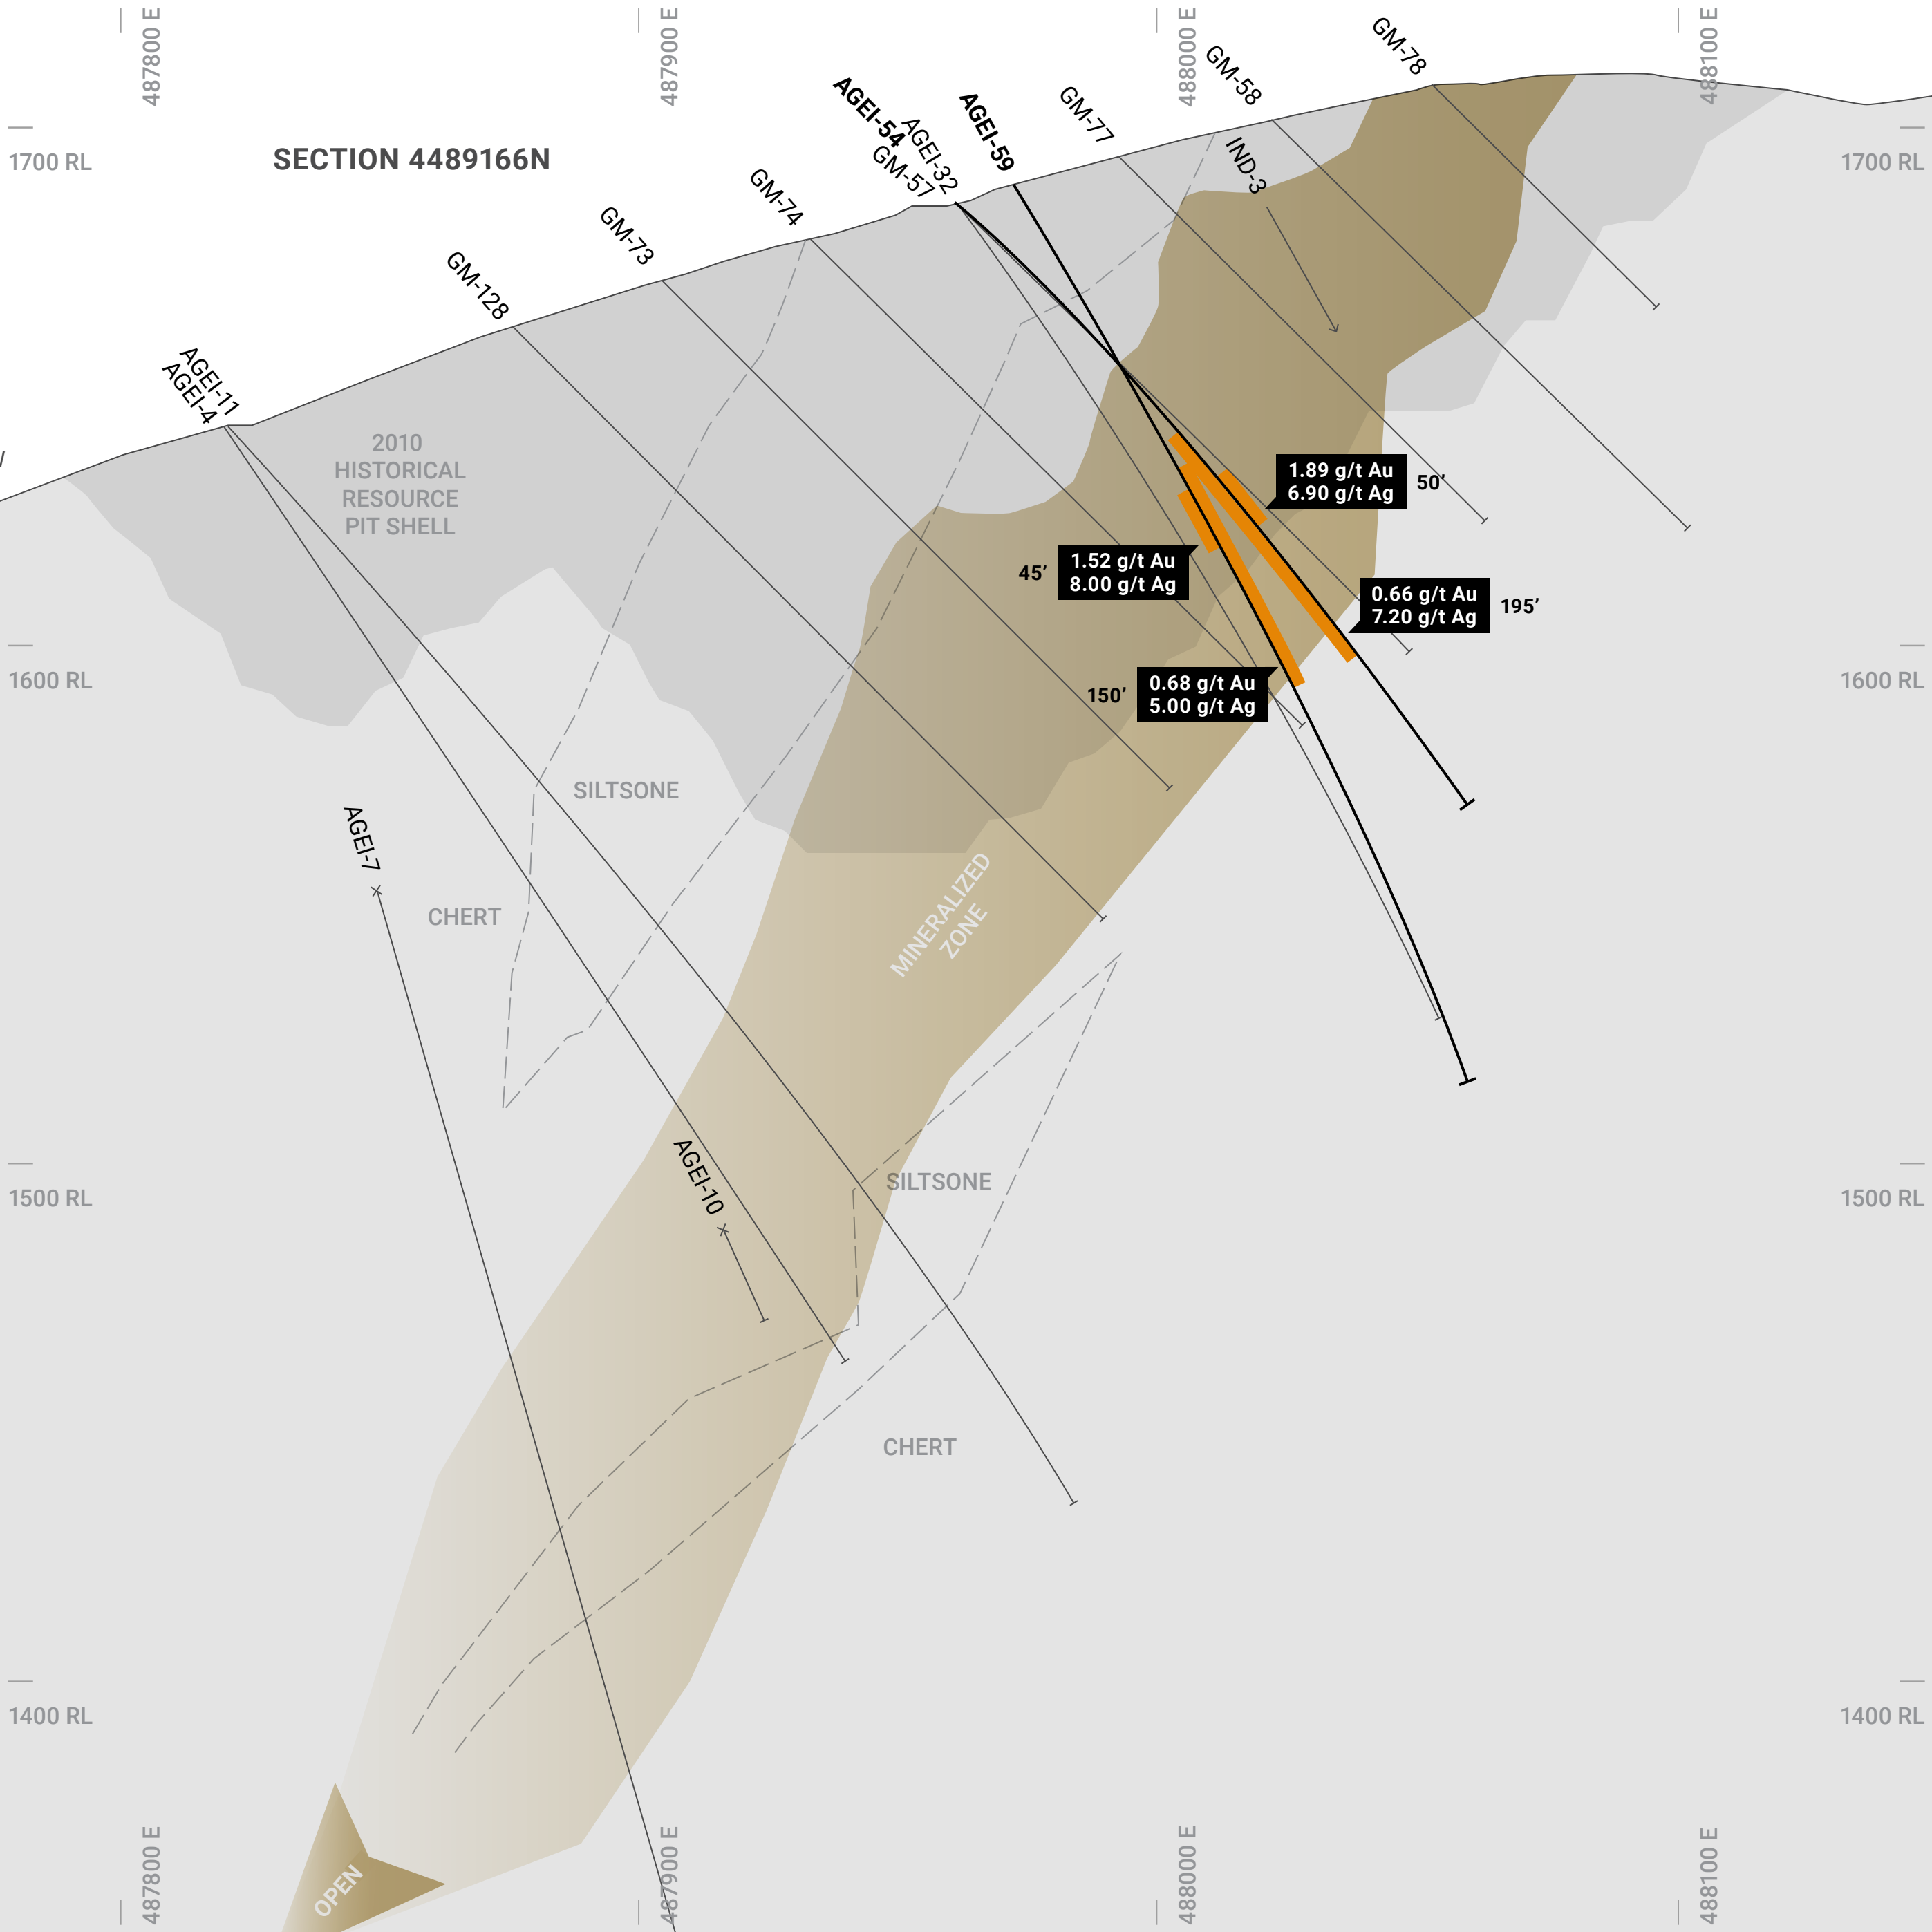 487800 E
487900 E
488000 E
488100 E
GM-78
GM-58
GM-77
AGEI-59
AGEI-54
AGEI-32
GM-57
IND-3
1700 RL
SECTION 4489166N
1700 RL
GM-74
GM-73
GM-128
AGEI-11
AGEI-4
2010
HISTORICAL
RESOURCE
PIT SHELL
1.89 g/t Au
6.90 g/t Ag
50’
45’
1.52 g/t Au
8.00 g/t Ag
0.66 g/t Au
7.20 g/t Ag
195’
1600 RL
1600 RL
150’
0.68 g/t Au
5.00 g/t Ag
SILTSONE
AGEI-7
CHERT
MINERALIZED
ZONE
AGEI-10
SILTSONE
1500 RL
1500 RL
CHERT
1400 RL
1400 RL
OPEN
487800 E
487900 E
488000 E
488100 E